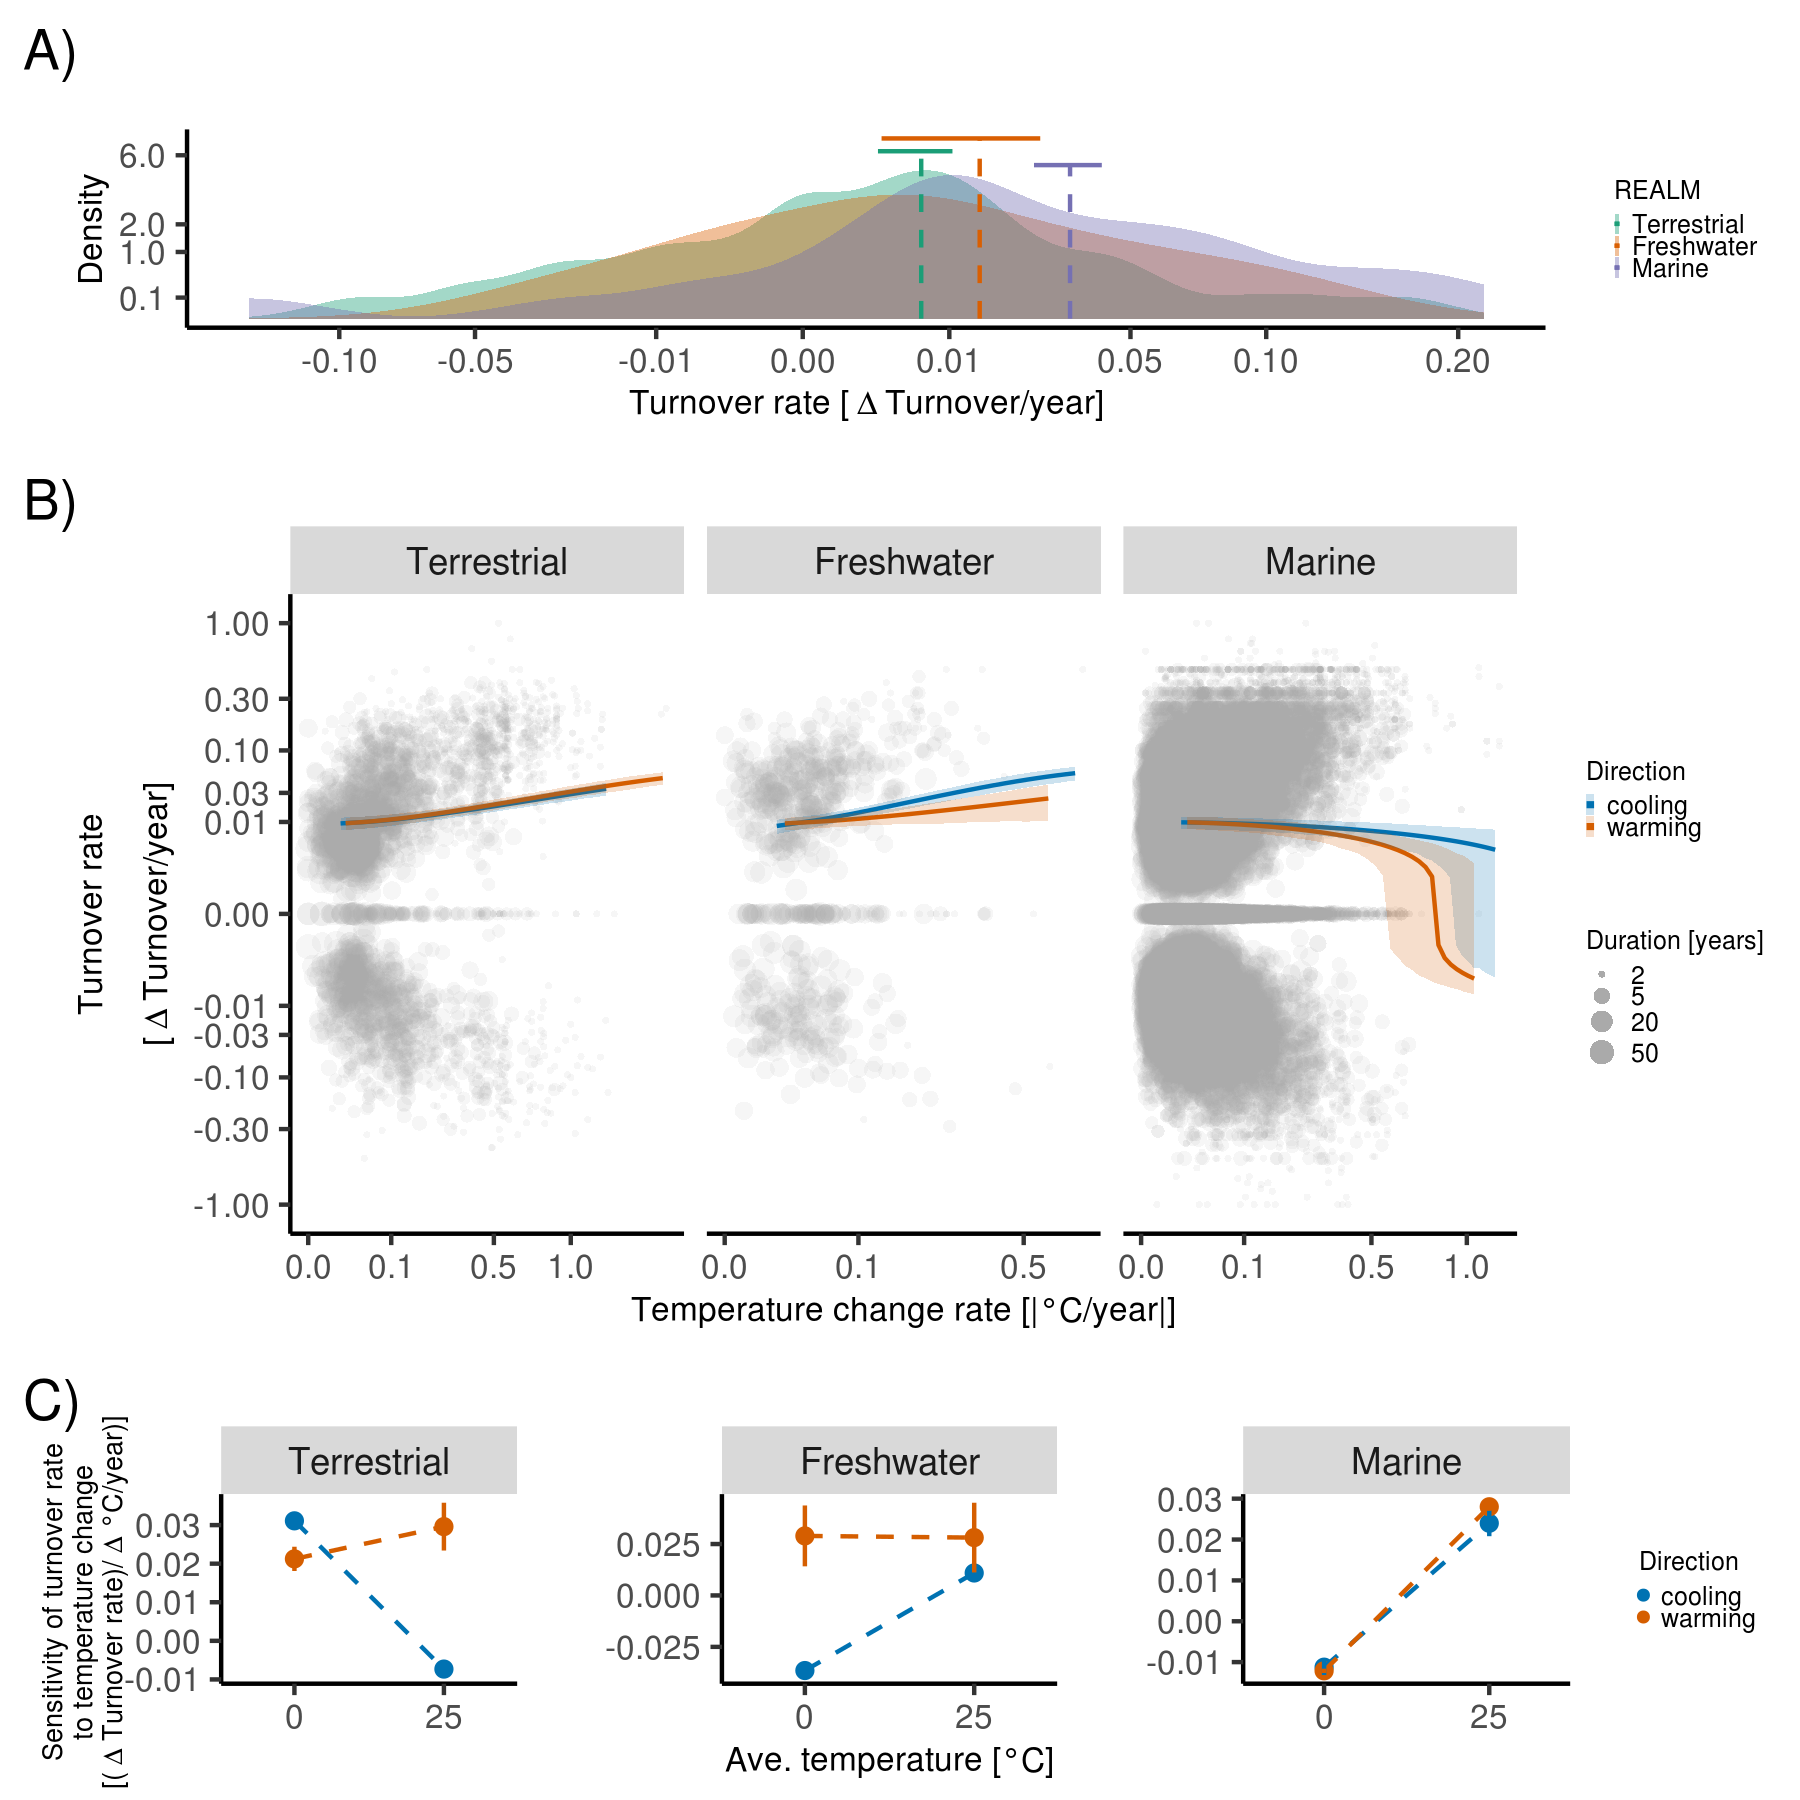 A)
6.0
2.0
1.0
0.1
Density
-0.10 -0.05 -0.01 0.00 0.01 0.05 0.10 0.20
Turnover rate [ Δ Turnover/year]
REALM
Terrestrial
Freshwater
Marine
B)
Terrestrial Freshwater Marine
1.00
0.30
0.10
0.03
0.01
0.00
-0.01
-0.03
-0.10
-0.30
-1.00
Turnover rate
[ Δ Turnover/year]
0.0 0.1 0.5 1.0 0.0 0.1 0.5 0.0 0.1 0.5 1.0
Temperature change rate [|°C/year|]
Direction
cooling
warming
Duration [years]
2
5
20
50
C)
Terrestrial Freshwater Marine
Sensitivity of turnover rate
to temperature change
[( Δ Turnover rate)/ Δ °C/year)]
0.03
0.02
0.01
0.00
-0.01
0.025
0.000
-0.025
0.03
0.02
0.01
0.00
-0.01
0 25 0 25 0 25
Ave. temperature [°C]
Direction
cooling
warming